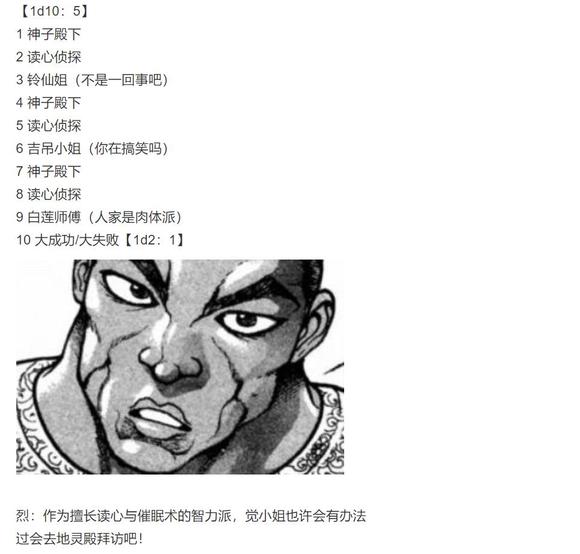 【1d10：5】
1 神子殿下
2 读心侦探
3 铃仙姐（不是一回事吧）
4 神子殿下
5 读心侦探
6 吉吊小姐（你在搞笑吗）
7 神子殿下
8 读心侦探
9 白莲师傅（人家是肉体派）
10 大成功/大失败【1d2：1】
烈：作为擅长读心与催眠术的智力派，觉小姐也许会有办法
过会去地灵殿拜访吧！